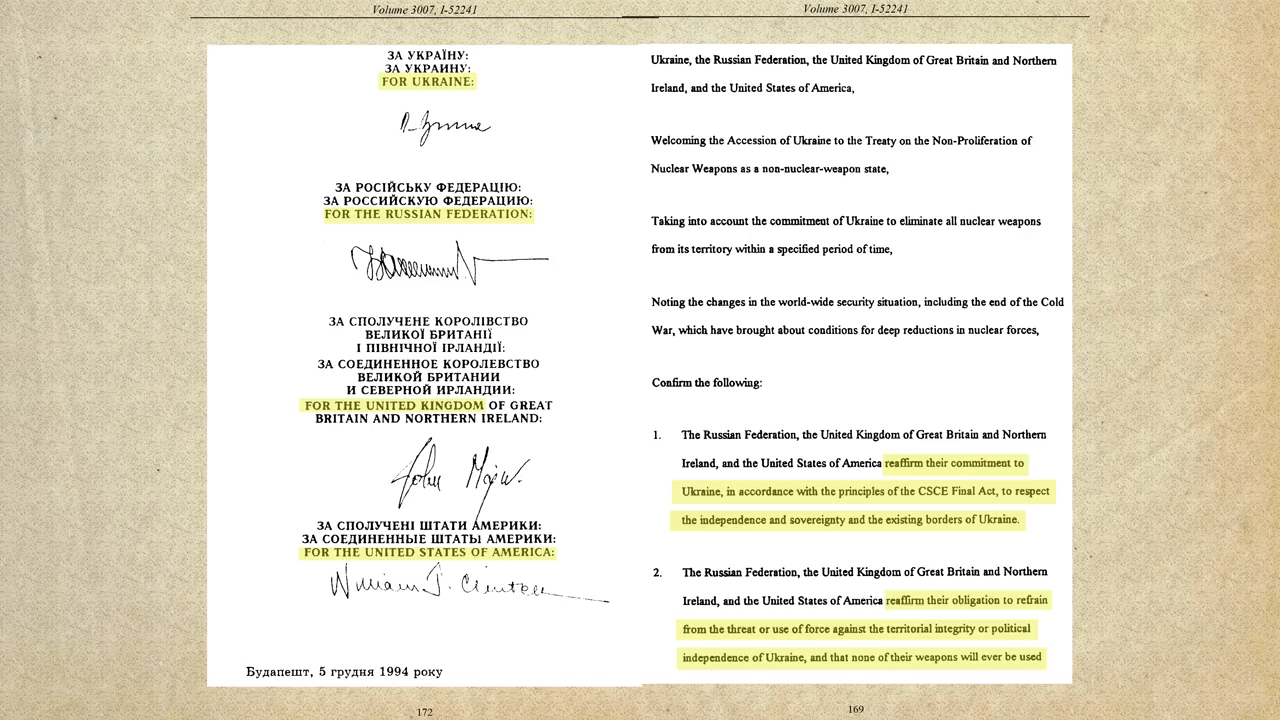 Volume 3007, I-52241
ЗА УКРАЇНУ:
ЗА УКРАИНУ:
FOR UKRAINE:
ЗА РОСІЙСЬКУ ФЕДЕРАЦІЮ:
ЗА РОССИЙСКУЮ ФЕДЕРАЦИЮ:
FOR THE RUSSIAN FEDERATION:
ЗА СПОЛУЧЕНЕ КОРОЛІВСТВО
ВЕЛИКОЇ БРИТАНІЇ
І ПІВНІЧНОЇ ІРЛАНДІЇ:
ЗА СОЕДИНЕННОЕ КОРОЛЕВСТВО
ВЕЛИКОЙ БРИТАНИИ
И СЕВЕРНОЙ ИРЛАНДИИ:
FOR THE UNITED KINGDOM OF GREAT
BRITAIN AND NORTHERN IRELAND:
John Major
ЗА СПОЛУЧЕНІ ШТАТИ АМЕРИКИ:
ЗА СОЕДИНЕННЫЕ ШТАТЫ АМЕРИКИ:
FOR THE UNITED STATES OF AMERICA:
William J. Clinton
Будапешт, 5 грудня 1994 року
172
Volume 3007, I-52241
Ukraine, the Russian Federation, the United Kingdom of Great Britain and Northern
Ireland, and the United States of America,
Welcoming the Accession of Ukraine to the Treaty on the Non-Proliferation of
Nuclear Weapons as a non-nuclear-weapon state,
Taking into account the commitment of Ukraine to eliminate all nuclear weapons
from its territory within a specified period of time,
Noting the changes in the world-wide security situation, including the end of the Cold
War, which have brought about conditions for deep reductions in nuclear forces,
Confirm the following:
1. The Russian Federation, the United Kingdom of Great Britain and Northern
Ireland, and the United States of America reaffirm their commitment to
Ukraine, in accordance with the principles of the CSCE Final Act, to respect
the independence and sovereignty and the existing borders of Ukraine.
2. The Russian Federation, the United Kingdom of Great Britain and Northern
Ireland, and the United States of America reaffirm their obligation to refrain
from the threat or use of force against the territorial integrity or political
independence of Ukraine, and that none of their weapons will ever be used
169